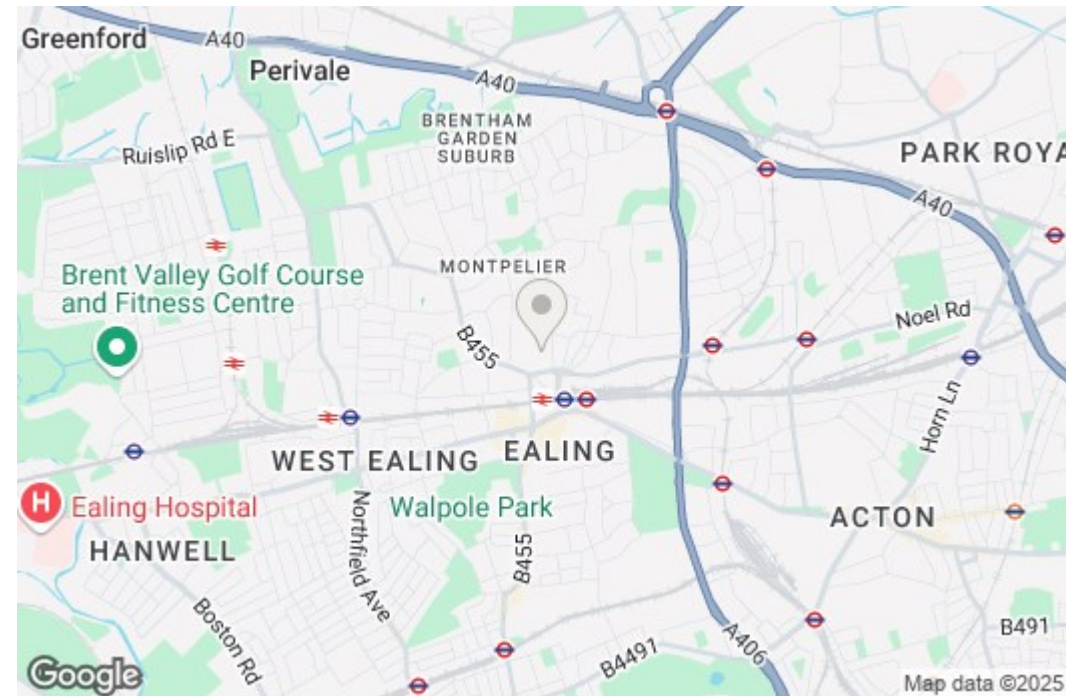 Greenford
A40
Perivale
A40
BRENTHAM
GARDEN
SUBURB
Ruislip Rd E
PARK ROYA
A40
Brent Valley Golf Course
and Fitness Centre
MONTPELIER
B455
Noel Rd
Horn Ln
WEST EALING
EALING
H
Ealing Hospital
Walpole Park
ACTON
HANWELL
Northfield Ave
B455
Boston Rd
B4491
A406
B491
Google
Map data ©2025